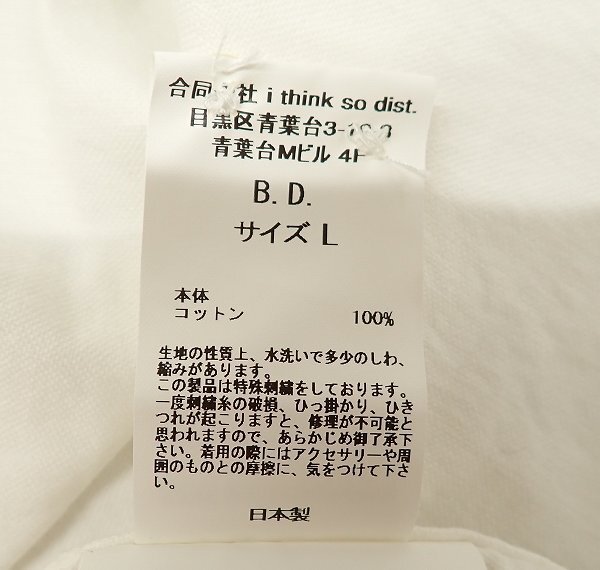 合同会社 i think so dist.
目黒区青葉台
青葉台Mビル
B.D.
サイズ L
本体
コットン 100%
生地の性質上、水洗いで多少のしわ、
縮みがあります。
この製品は特殊刺繍をしております。
一度刺繍糸の破損、ひっ掛かり、ひき
つれが起こりますと、修理が不可能と
思われますので、あらかじめ御了承下
さい。着用の際にはアクセサリーや周
囲のものとの摩擦に、気をつけて下さ
い。
日本製